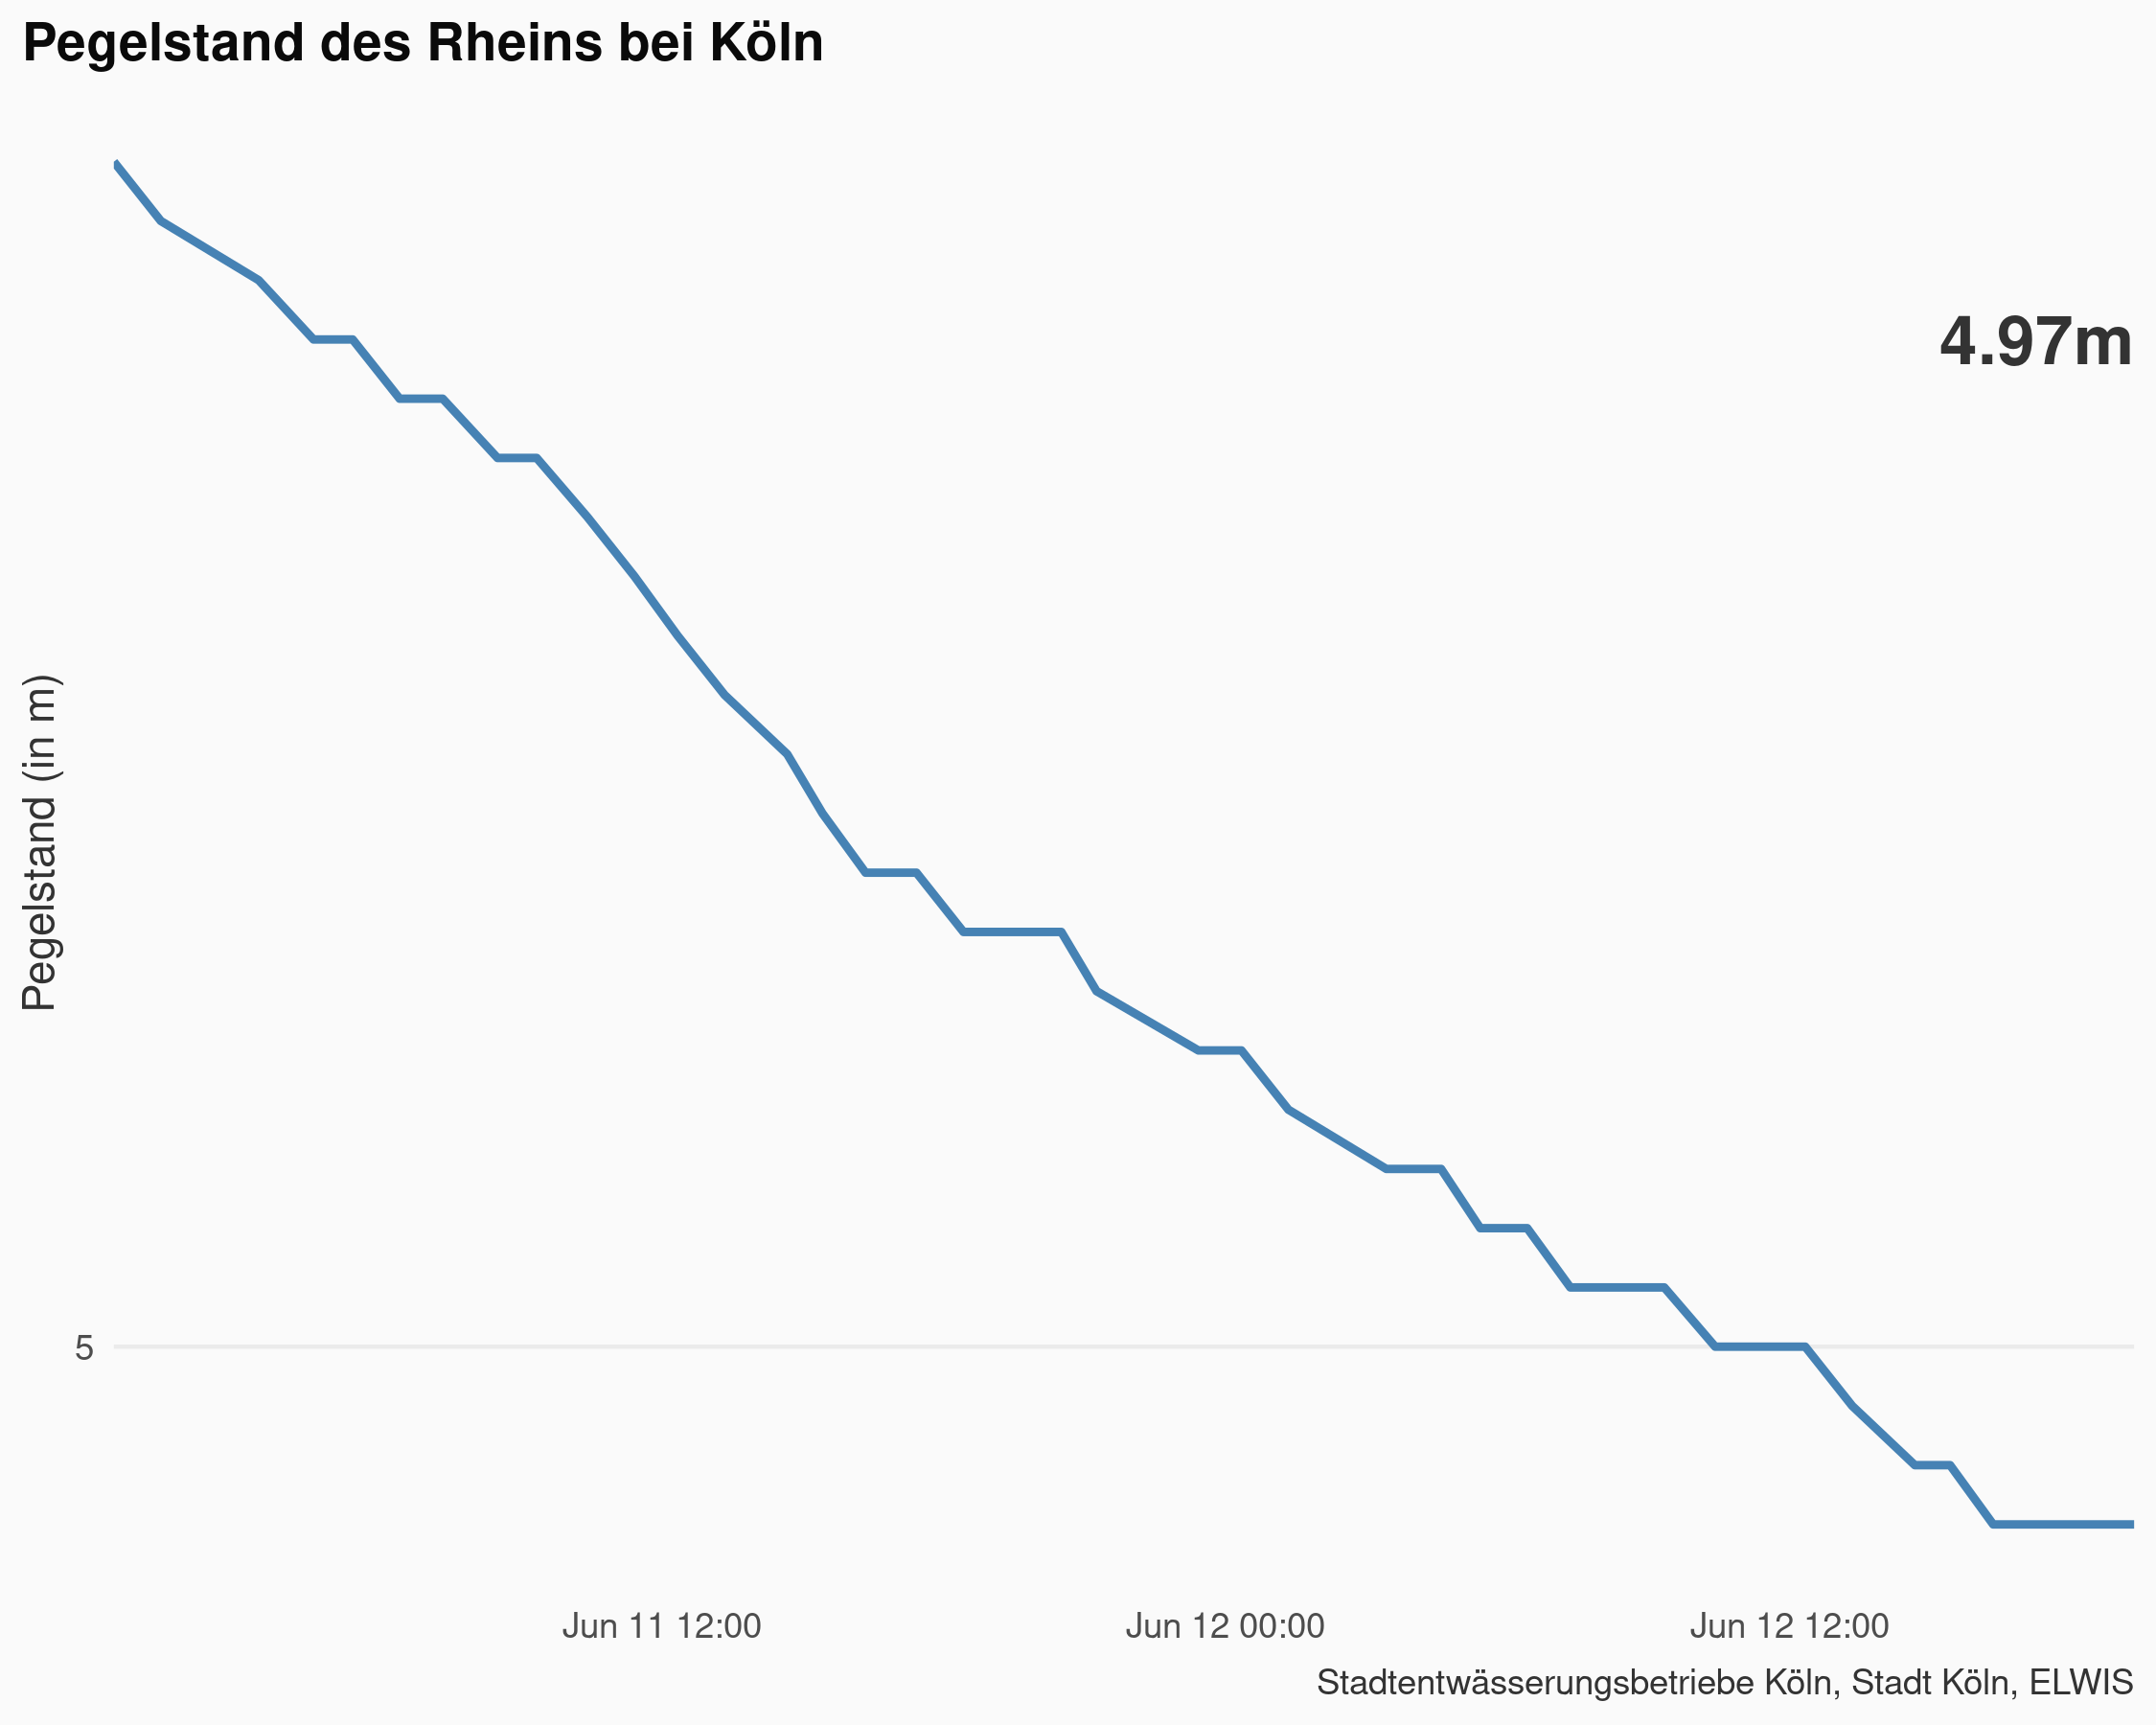 Pegelstand des Rheins bei Köln
4.97m
Pegelstand (in m)
5
Jun 11 12:00
Jun 12 00:00
Jun 12 12:00
Stadtentwässerungsbetriebe Köln, Stadt Köln, ELWIS